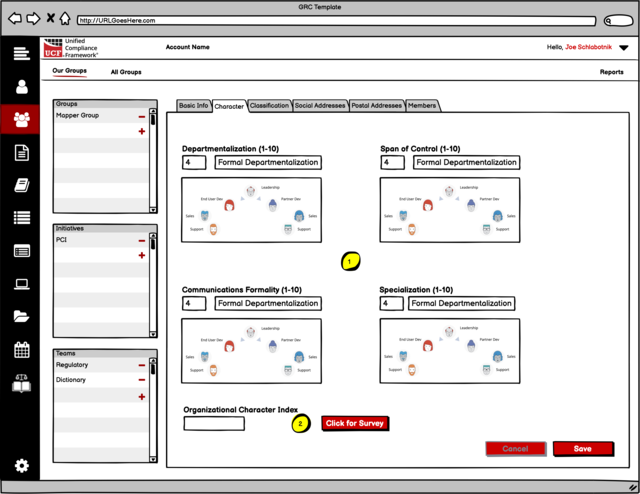 GRC Template
http://URLGoesHere.com
UCF
Unified
Compliance
Framework™
Account Name
Hello, Joe Schlabotnik
Our Groups
All Groups
Reports
Groups
Mapper Group
Initiatives
PCI
Teams
Regulatory
Dictionary
Basic Info
Character
Classification
Social Addresses
Postal Addresses
Members
Departmentalization (1-10)
4
Formal Departmentalization
Leadership
End User Dev
Partner Dev
Sales
Sales
Support
Support
Span of Control (1-10)
4
Formal Departmentalization
Leadership
End User Dev
Partner Dev
Sales
Sales
Support
Support
1
Communications Formality (1-10)
4
Formal Departmentalization
Leadership
End User Dev
Partner Dev
Sales
Sales
Support
Support
Specialization (1-10)
4
Formal Departmentalization
Leadership
End User Dev
Partner Dev
Sales
Sales
Support
Support
Organizational Character Index
2
Click for Survey
Cancel
Save